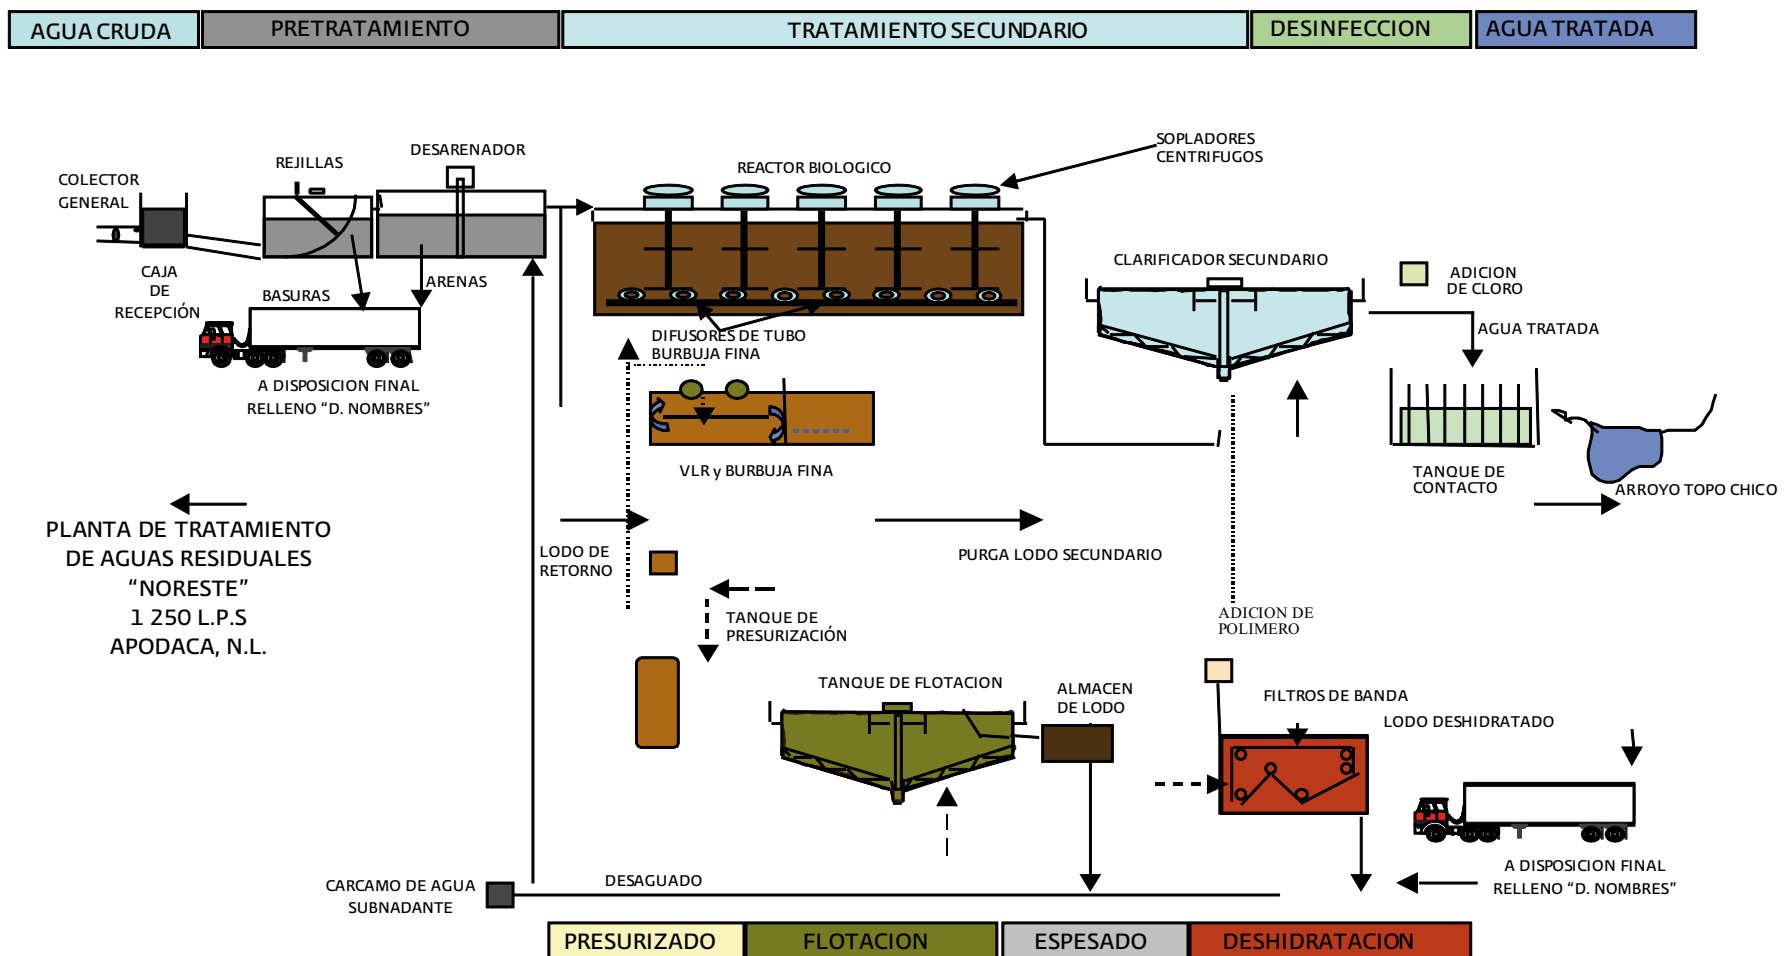 AGUA CRUDA
PRETRATAMIENTO
TRATAMIENTO SECUNDARIO
DESINFECCION
AGUA TRATADA
SOPLADORES
CENTRIFUGOS
DESARENADOR
REJILLAS
REACTOR BIOLOGICO
COLECTOR
GENERAL
CLARIFICADOR SECUNDARIO
ADICION
DE CLORO
CAJA
DE
RECEPCIÓN
BASURAS
ARENAS
DIFUSORES DE TUBO
BURBUJA FINA
AGUA TRATADA
A DISPOSICION FINAL
RELLENO “D. NOMBRES”
VLR y BURBUJA FINA
TANQUE DE
CONTACTO
ARROYO TOPO CHICO
PLANTA DE TRATAMIENTO
DE AGUAS RESIDUALES
“NORESTE”
1 250 L.P.S
APODACA, N.L.
LODO DE
RETORNO
PURGA LODO SECUNDARIO
TANQUE DE
PRESURIZACIÓN
ADICION DE
POLIMERO
TANQUE DE FLOTACION
ALMACEN
DE LODO
FILTROS DE BANDA
LODO DESHIDRATADO
CARCAMO DE AGUA
SUBNADANTE
DESAGUADO
A DISPOSICION FINAL
RELLENO “D. NOMBRES”
PRESURIZADO
FLOTACION
ESPESADO
DESHIDRATACION